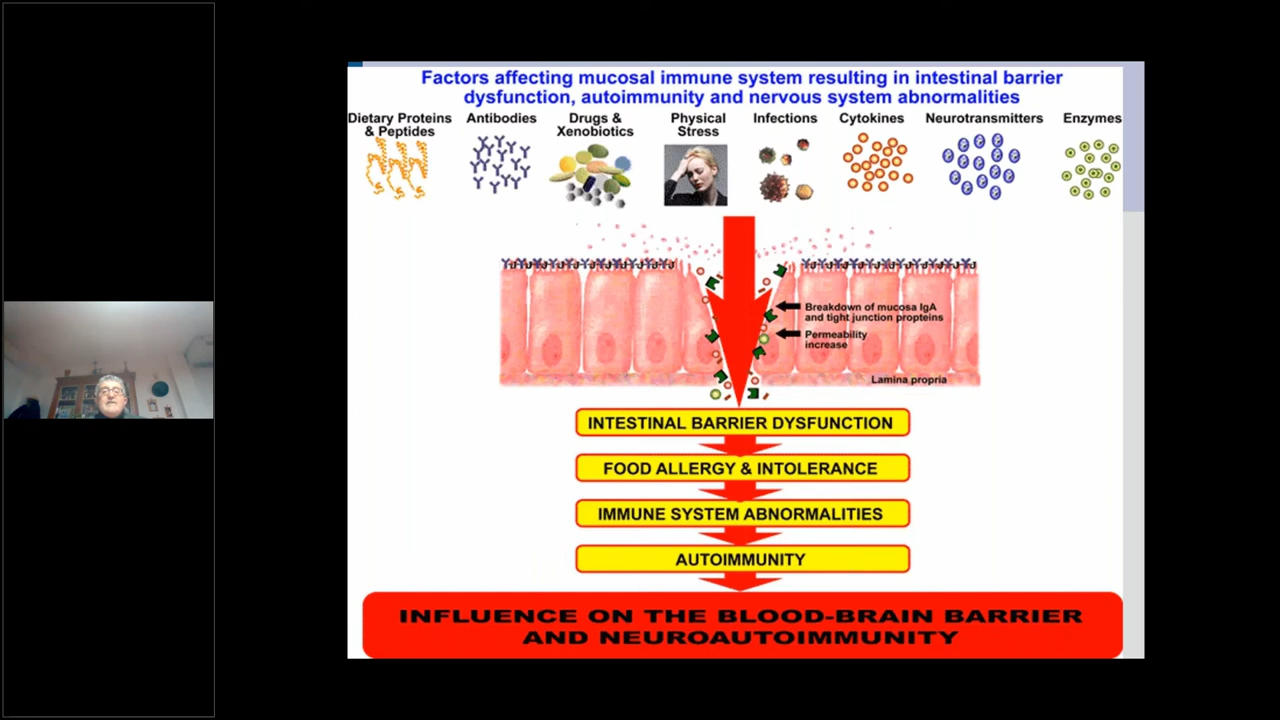 Factors affecting mucosal immune system resulting in intestinal barrier
dysfunction, autoimmunity and nervous system abnormalities
Dietary Proteins
& Peptides
Antibodies
Drugs &
Xenobiotics
Physical
Stress
Infections
Cytokines
Neurotransmitters
Enzymes
Breakdown of mucosa IgA
and tight junction propteins
Permeability
increase
Lamina propria
INTESTINAL BARRIER DYSFUNCTION
FOOD ALLERGY & INTOLERANCE
IMMUNE SYSTEM ABNORMALITIES
AUTOIMMUNITY
INFLUENCE ON THE BLOOD-BRAIN BARRIER
AND NEUROAUTOIMMUNITY